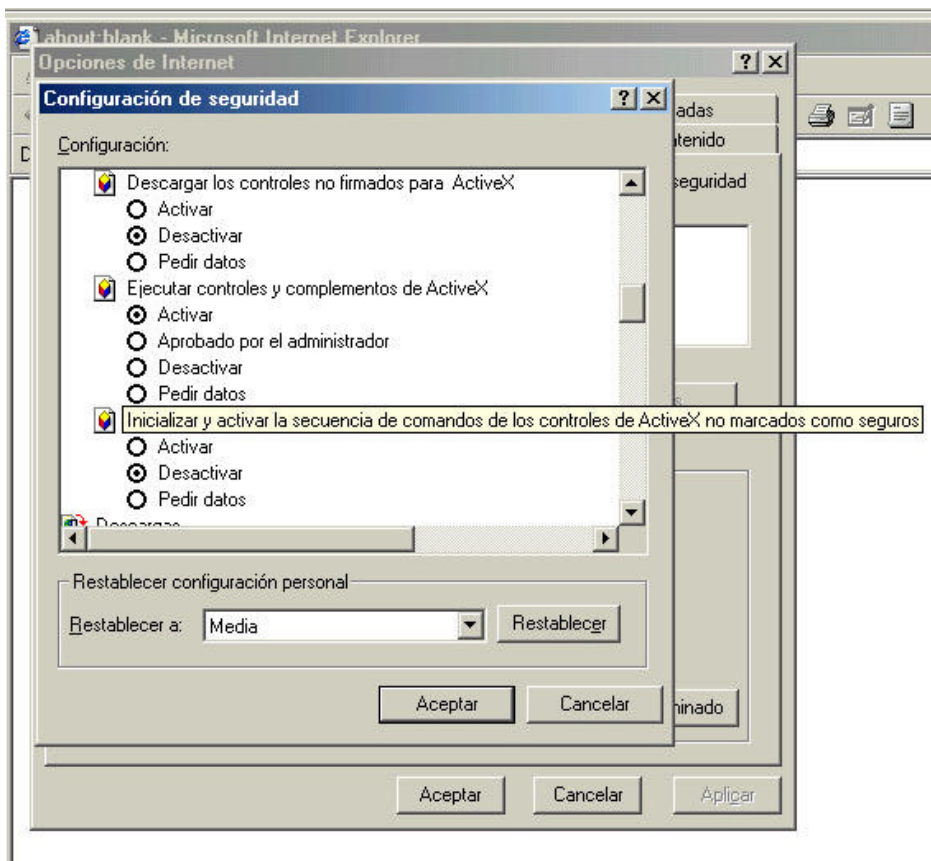 about:blank - Microsoft Internet Explorer
Opciones de Internet
Configuración de seguridad
adas
Configuración:
tenido
D
Descargar los controles no firmados para ActiveX
seguridad
Activar
Desactivar
Pedir datos
Ejecutar controles y complementos de ActiveX
Activar
Aprobado por el administrador
Desactivar
Pedir datos
Inicializar y activar la secuencia de comandos de los controles de ActiveX no marcados como seguros
Activar
Desactivar
Pedir datos
Descargas
Restablecer configuración personal
Restablecer a: Media Restablecer
Aceptar Cancelar
minado
Aceptar Cancelar Aplicar